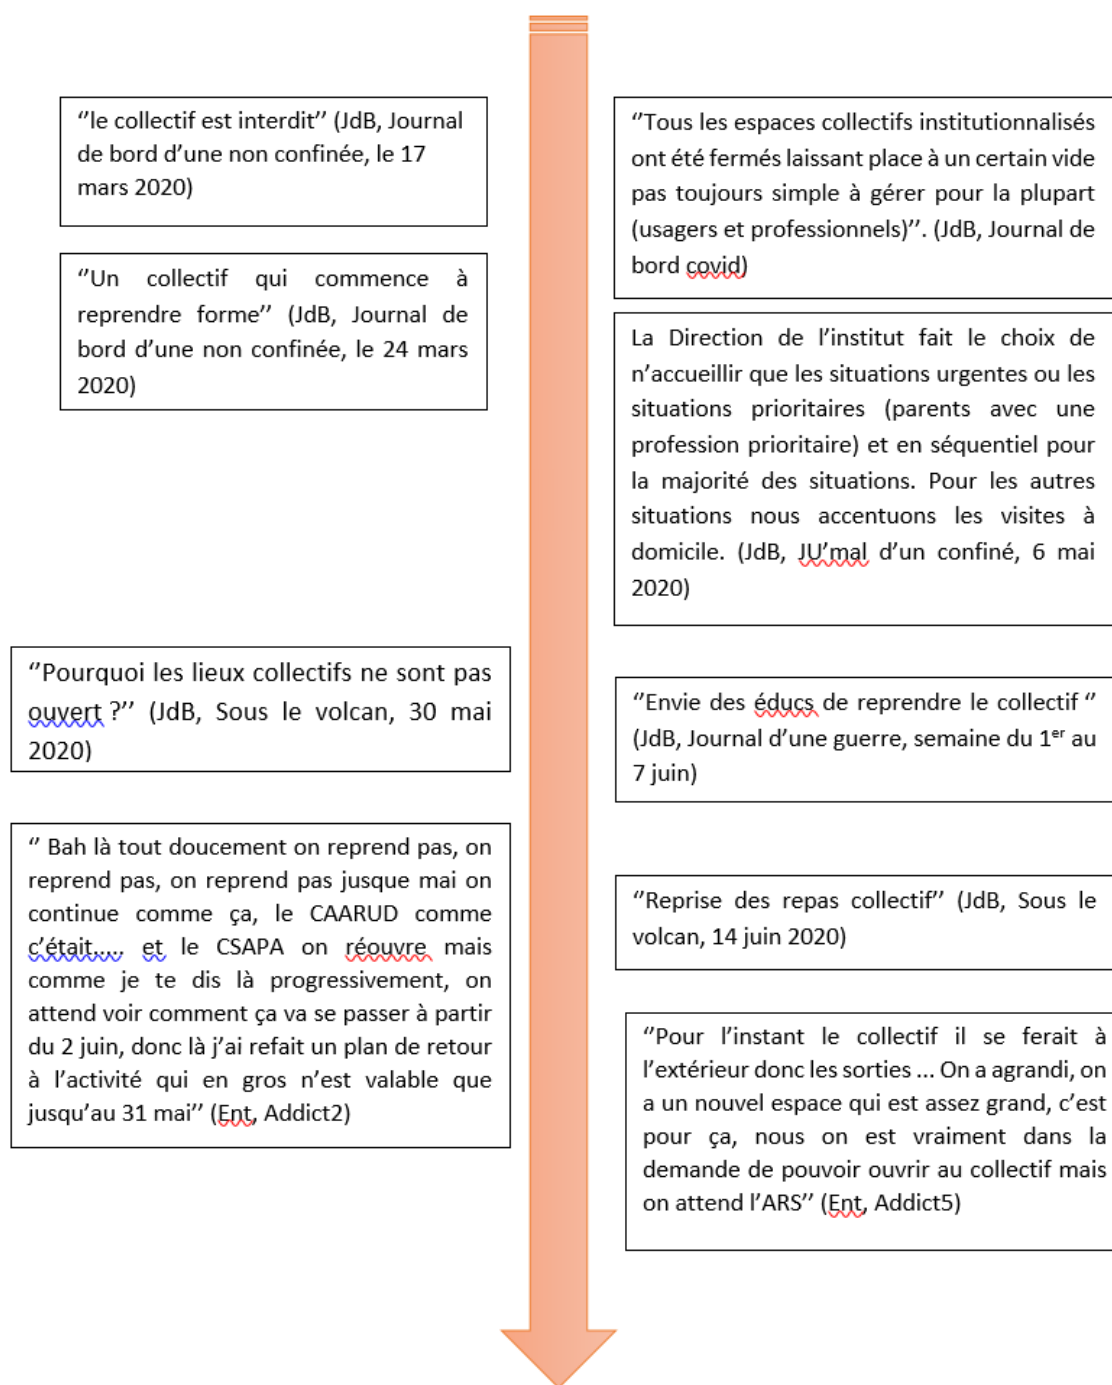 ‘’le collectif est interdit’’ (JdB, Journal
de bord d’une non confinée, le 17
mars 2020)
‘’Un collectif qui commence à
reprendre forme’’ (JdB, Journal de
bord d’une non confinée, le 24 mars
2020)
‘’Pourquoi les lieux collectifs ne sont pas
ouvert ?’’ (JdB, Sous le volcan, 30 mai
2020)
‘’ Bah là tout doucement on reprend pas, on
reprend pas, on reprend pas jusque mai on
continue comme ça, le CAARUD comme
c’était..... et le CSAPA on réouvre mais
comme je te dis là progressivement, on
attend voir comment ça va se passer à partir
du 2 juin, donc là j’ai refait un plan de retour
à l’activité qui en gros n’est valable que
jusqu’au 31 mai’’ (Ent, Addict2)
‘’Tous les espaces collectifs institutionnalisés
ont été fermés laissant place à un certain vide
pas toujours simple à gérer pour la plupart
(usagers et professionnels)’’. (JdB, Journal de
bord covid)
La Direction de l’institut fait le choix de
n’accueillir que les situations urgentes ou les
situations prioritaires (parents avec une
profession prioritaire) et en séquentiel pour
la majorité des situations. Pour les autres
situations nous accentuons les visites à
domicile. (JdB, JU’mal d’un confiné, 6 mai
2020)
‘’Envie des éducs de reprendre le collectif ‘’
(JdB, Journal d’une guerre, semaine du 1er au
7 juin)
‘’Reprise des repas collectif’’ (JdB, Sous le
volcan, 14 juin 2020)
‘’Pour l’instant le collectif il se ferait à
l’extérieur donc les sorties ... On a agrandi, on
a un nouvel espace qui est assez grand, c’est
pour ça, nous on est vraiment dans la
demande de pouvoir ouvrir au collectif mais
on attend l’ARS’’ (Ent, Addict5)